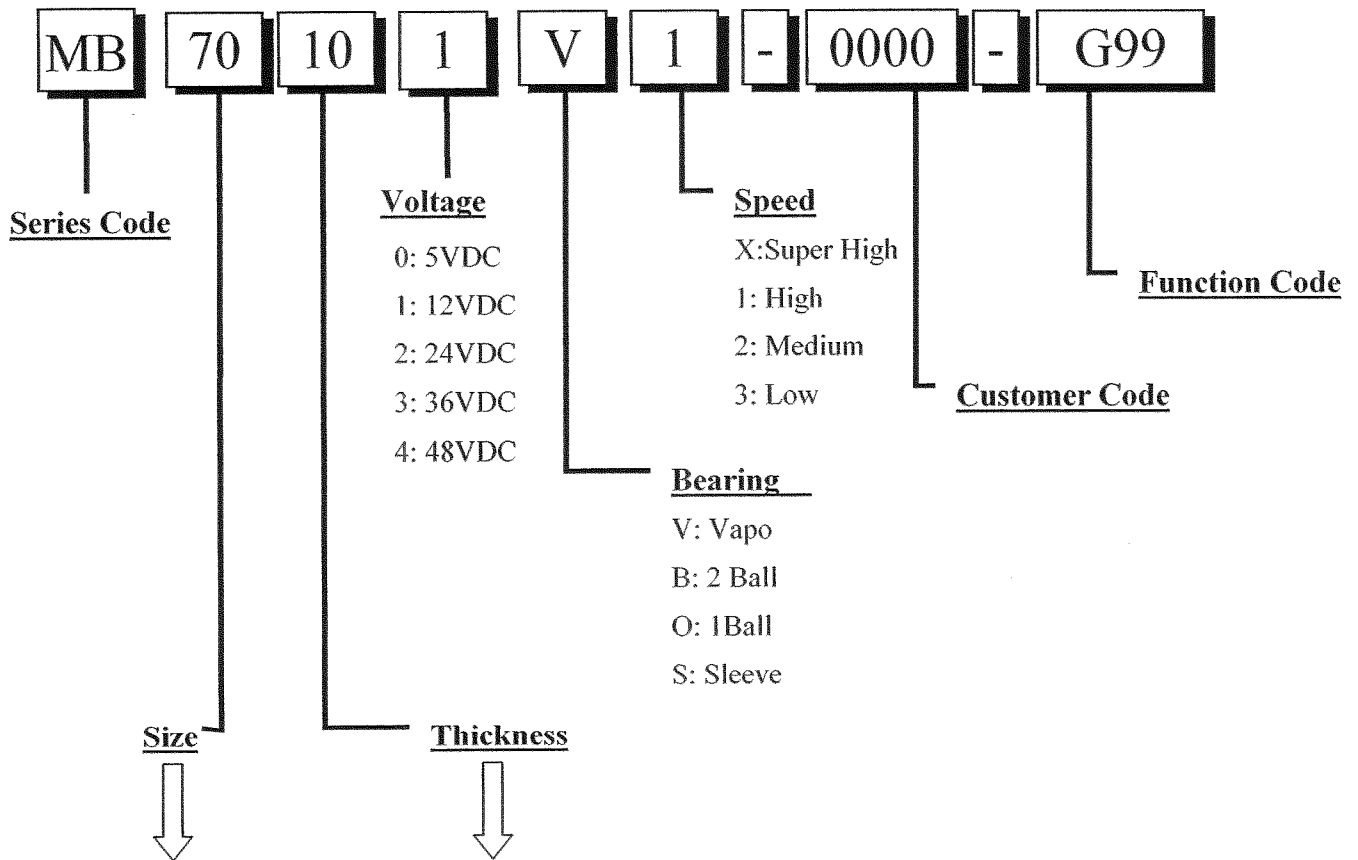 MB 70 10 1 V 1 - 0000 - G99
Series Code
Voltage
0: 5VDC
1: 12VDC
2: 24VDC
3: 36VDC
4: 48VDC
Speed
X:Super High
1: High
2: Medium
3: Low
Function Code
Customer Code
Bearing
V: Vapo
B: 2 Ball
O: 1Ball
S: Sleeve
Size
Thickness